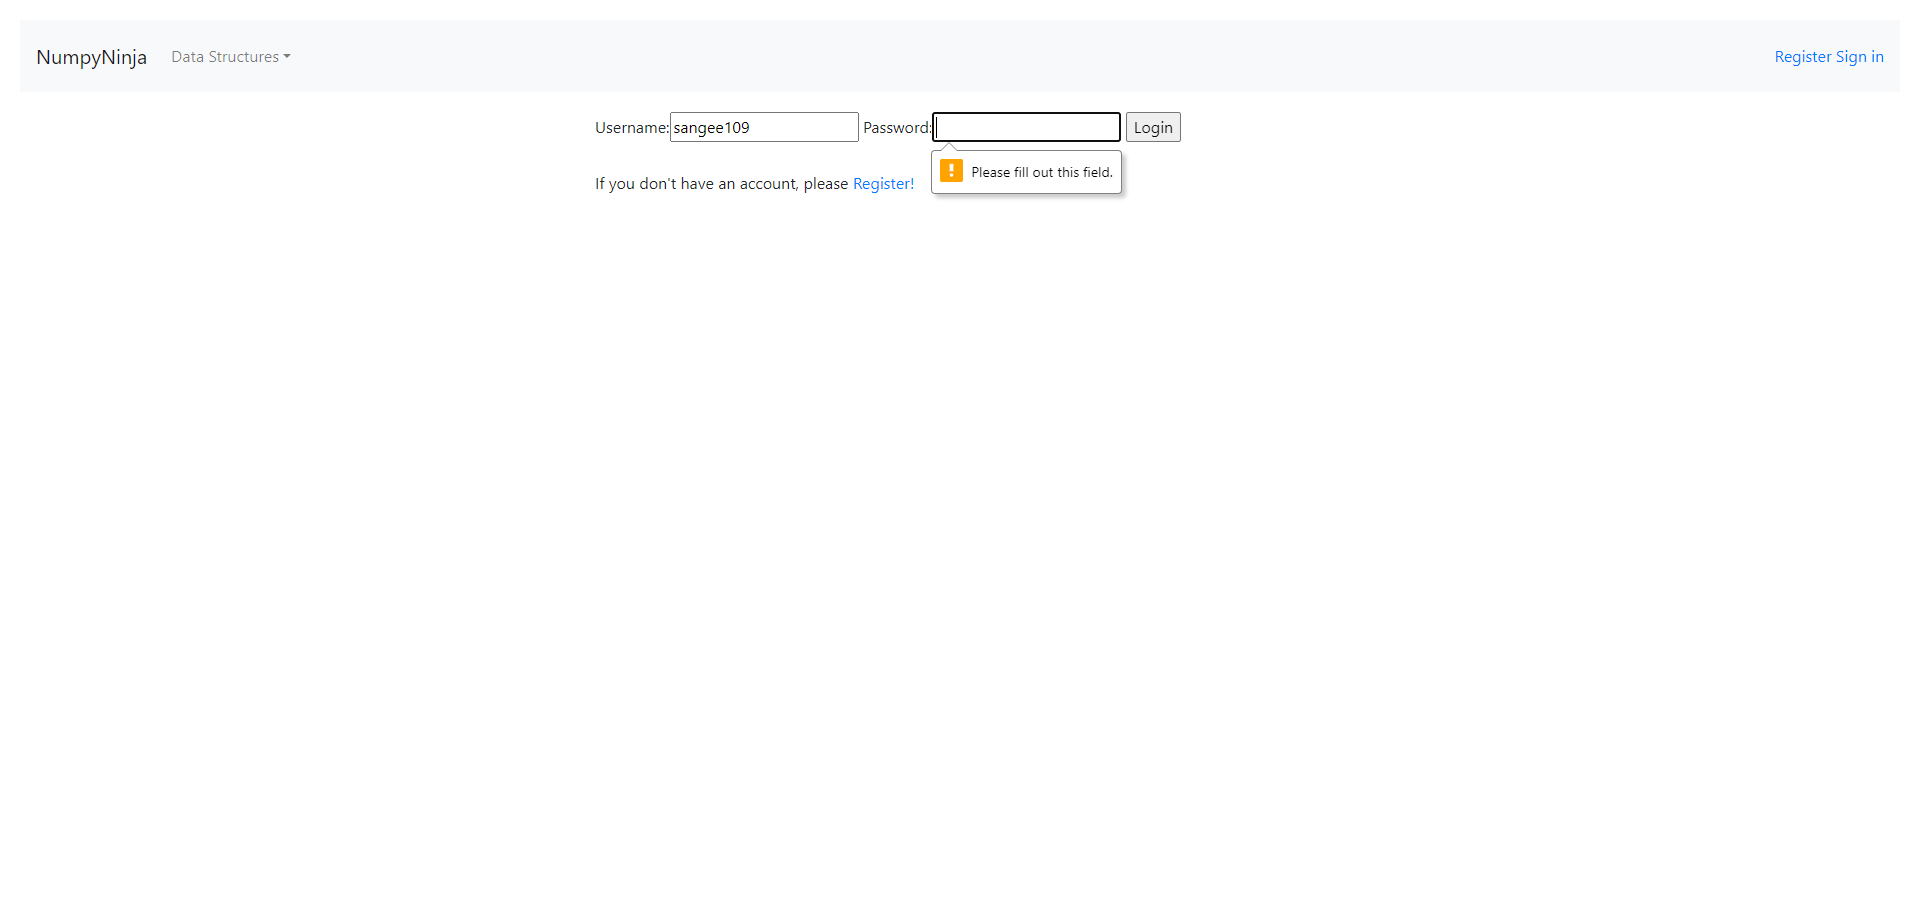 NumpyNinja Data Structures Register Sign in
Username: sangee109 Password: Login
Please fill out this field.
If you don't have an account, please Register!